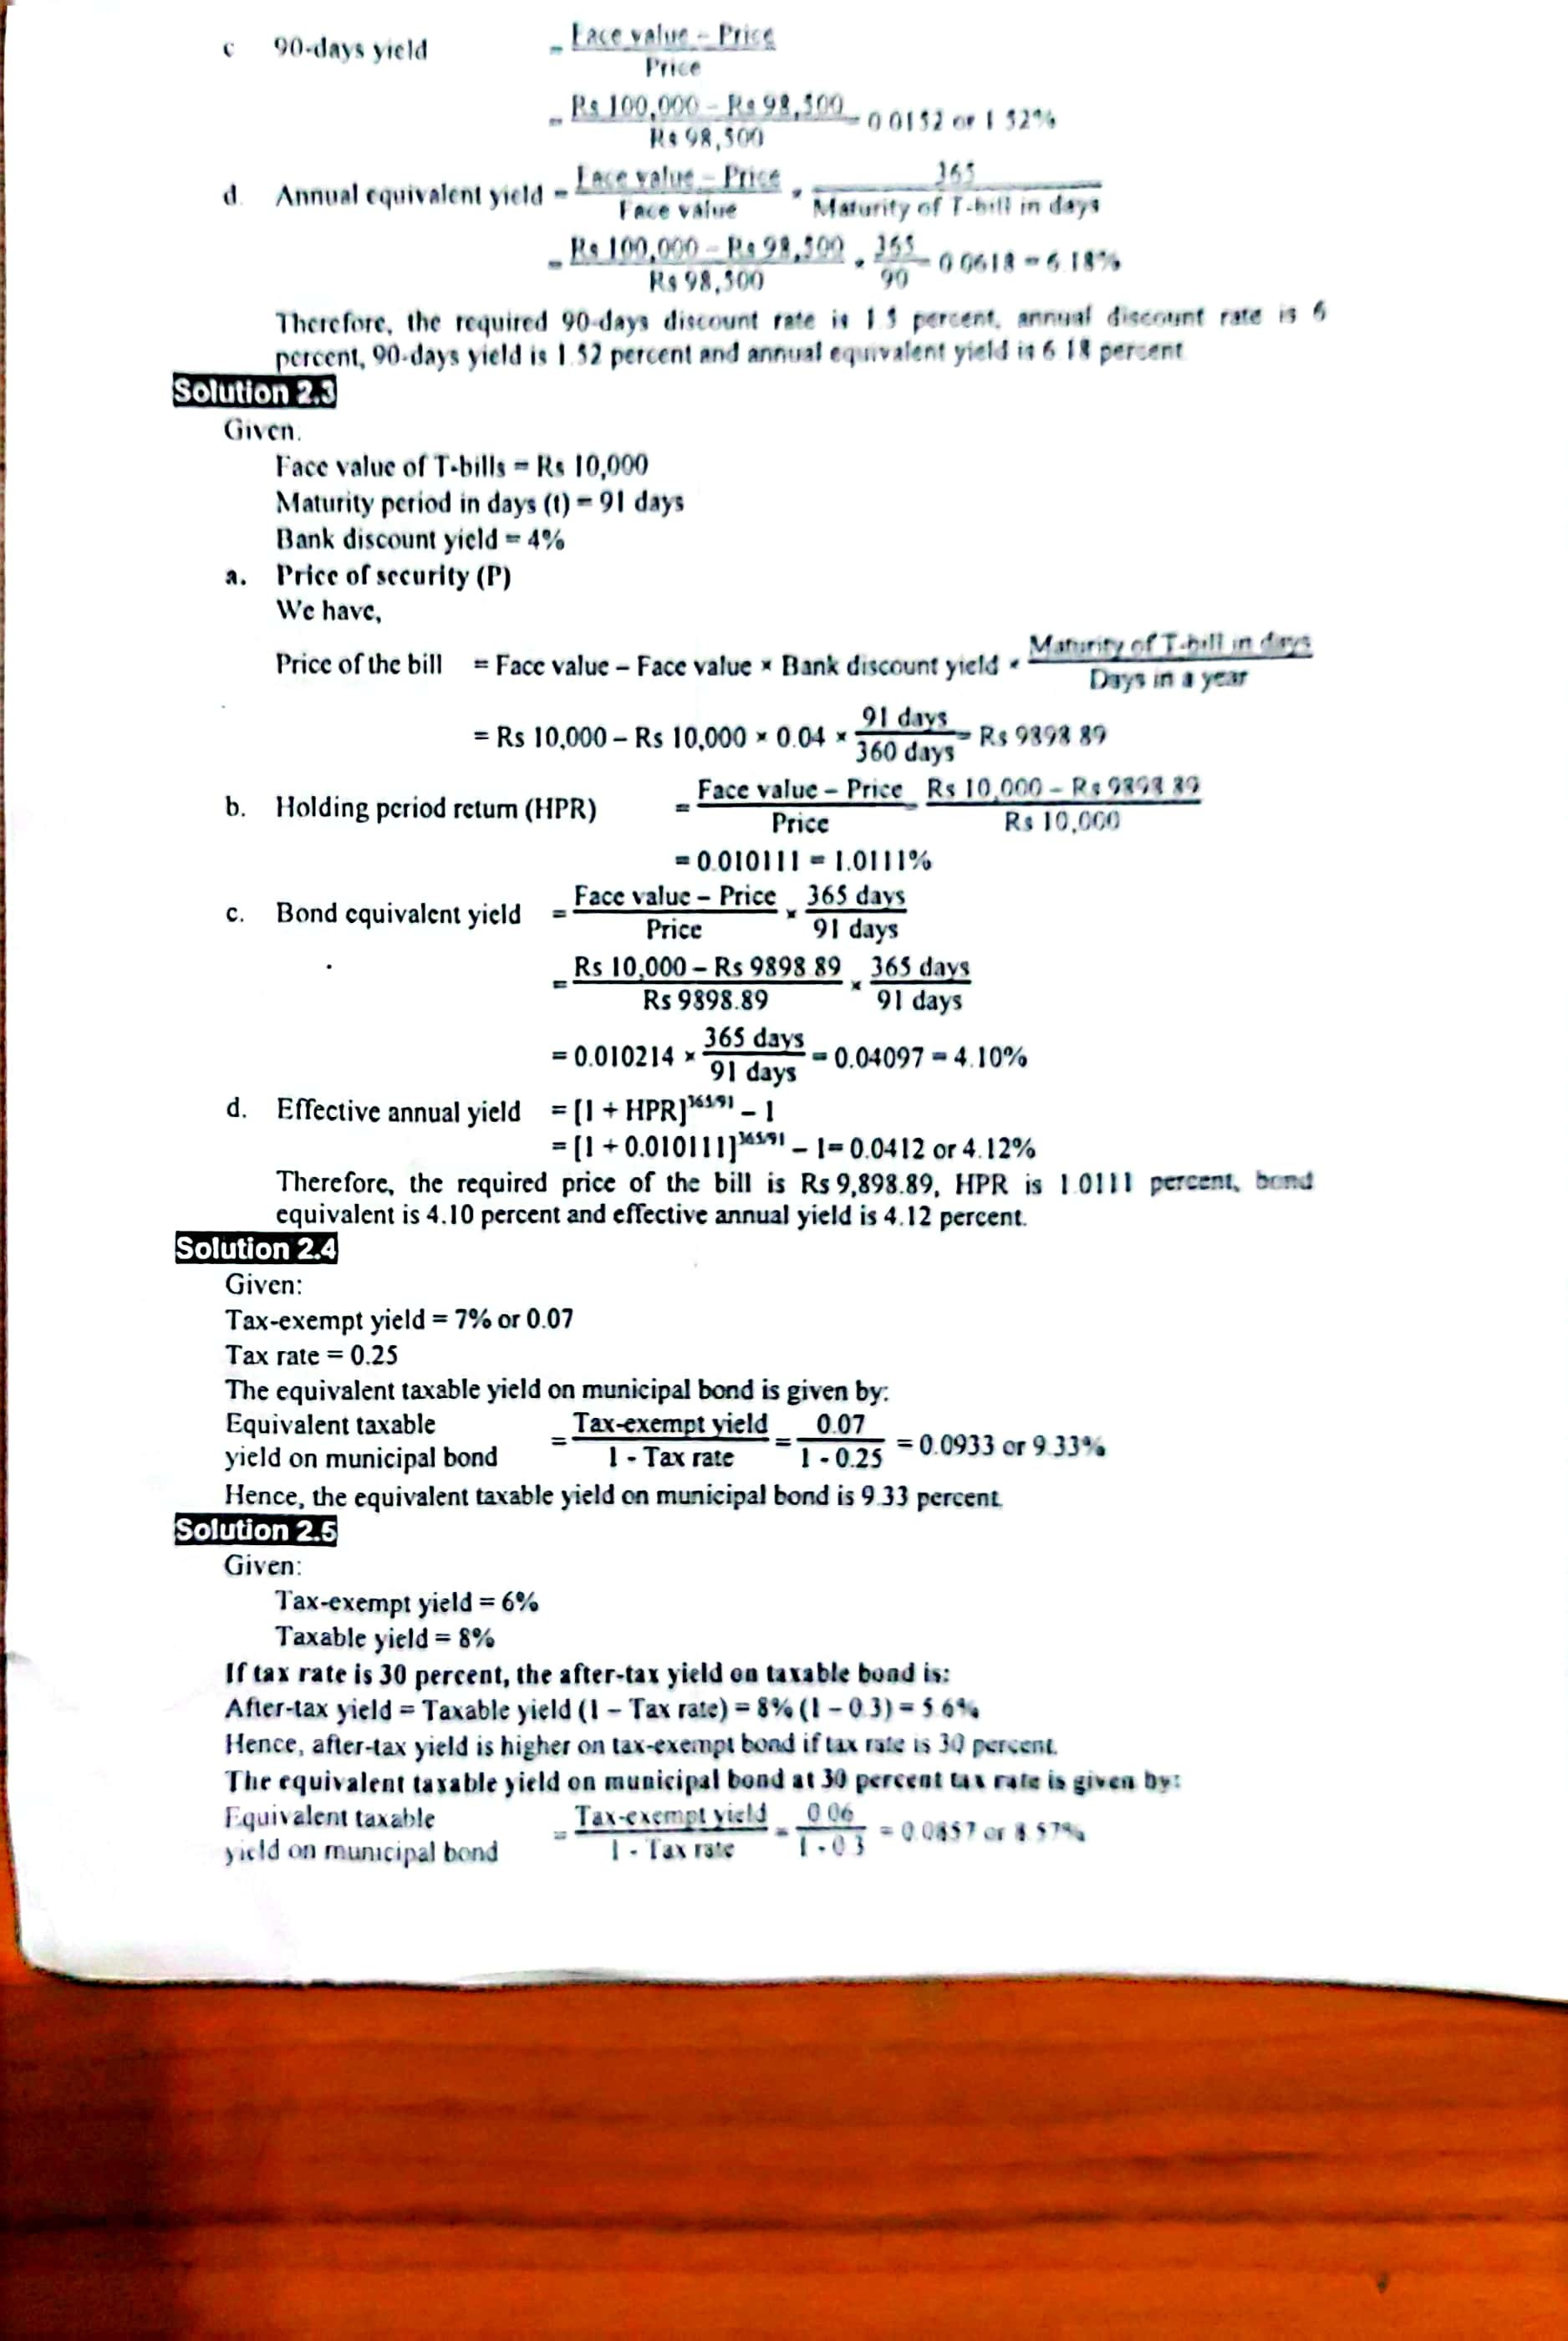 c 90-days yield = Face value – Price / Price
= Rs 100,000 – Rs 98,500 / Rs 98,500 = 0.0152 or 1.52%
d. Annual equivalent yield = Face value – Price / Face value × 365 / Maturity of T-bill in days
= Rs 100,000 – Rs 98,500 / Rs 98,500 × 365 / 90 = 0.0618 = 6.18%
Therefore, the required 90-days discount rate is 1.5 percent, annual discount rate is 6
percent, 90-days yield is 1.52 percent and annual equivalent yield is 6.18 percent
Solution 2.3
Given.
Face value of T-bills = Rs 10,000
Maturity period in days (t) = 91 days
Bank discount yield = 4%
a. Price of security (P)
We have,
Price of the bill = Face value – Face value × Bank discount yield × Maturity of T-bill in days / Days in a year
= Rs 10,000 – Rs 10,000 × 0.04 × 91 days / 360 days = Rs 9898.89
b. Holding period return (HPR) = Face value – Price / Price = Rs 10,000 – Rs 9898.89 / Rs 10,000
= 0.010111 = 1.0111%
c. Bond equivalent yield = Face value – Price / Price × 365 days / 91 days
= Rs 10,000 – Rs 9898.89 / Rs 9898.89 × 365 days / 91 days
= 0.010214 × 365 days / 91 days = 0.04097 = 4.10%
d. Effective annual yield = [1 + HPR]^365/91 – 1
= [1 + 0.010111]^365/91 – 1= 0.0412 or 4.12%
Therefore, the required price of the bill is Rs 9,898.89, HPR is 1.0111 percent, bond
equivalent is 4.10 percent and effective annual yield is 4.12 percent.
Solution 2.4
Given:
Tax-exempt yield = 7% or 0.07
Tax rate = 0.25
The equivalent taxable yield on municipal bond is given by:
Equivalent taxable
yield on municipal bond = Tax-exempt yield / 1 - Tax rate = 0.07 / 1 - 0.25 = 0.0933 or 9.33%
Hence, the equivalent taxable yield on municipal bond is 9.33 percent.
Solution 2.5
Given:
Tax-exempt yield = 6%
Taxable yield = 8%
If tax rate is 30 percent, the after-tax yield on taxable bond is:
After-tax yield = Taxable yield (1 – Tax rate) = 8% (1 – 0.3) = 5.6%
Hence, after-tax yield is higher on tax-exempt bond if tax rate is 30 percent.
The equivalent taxable yield on municipal bond at 30 percent tax rate is given by:
Equivalent taxable
yield on municipal bond = Tax-exempt yield / 1 - Tax rate = 0.06 / 1 - 0.3 = 0.0857 or 8.57%